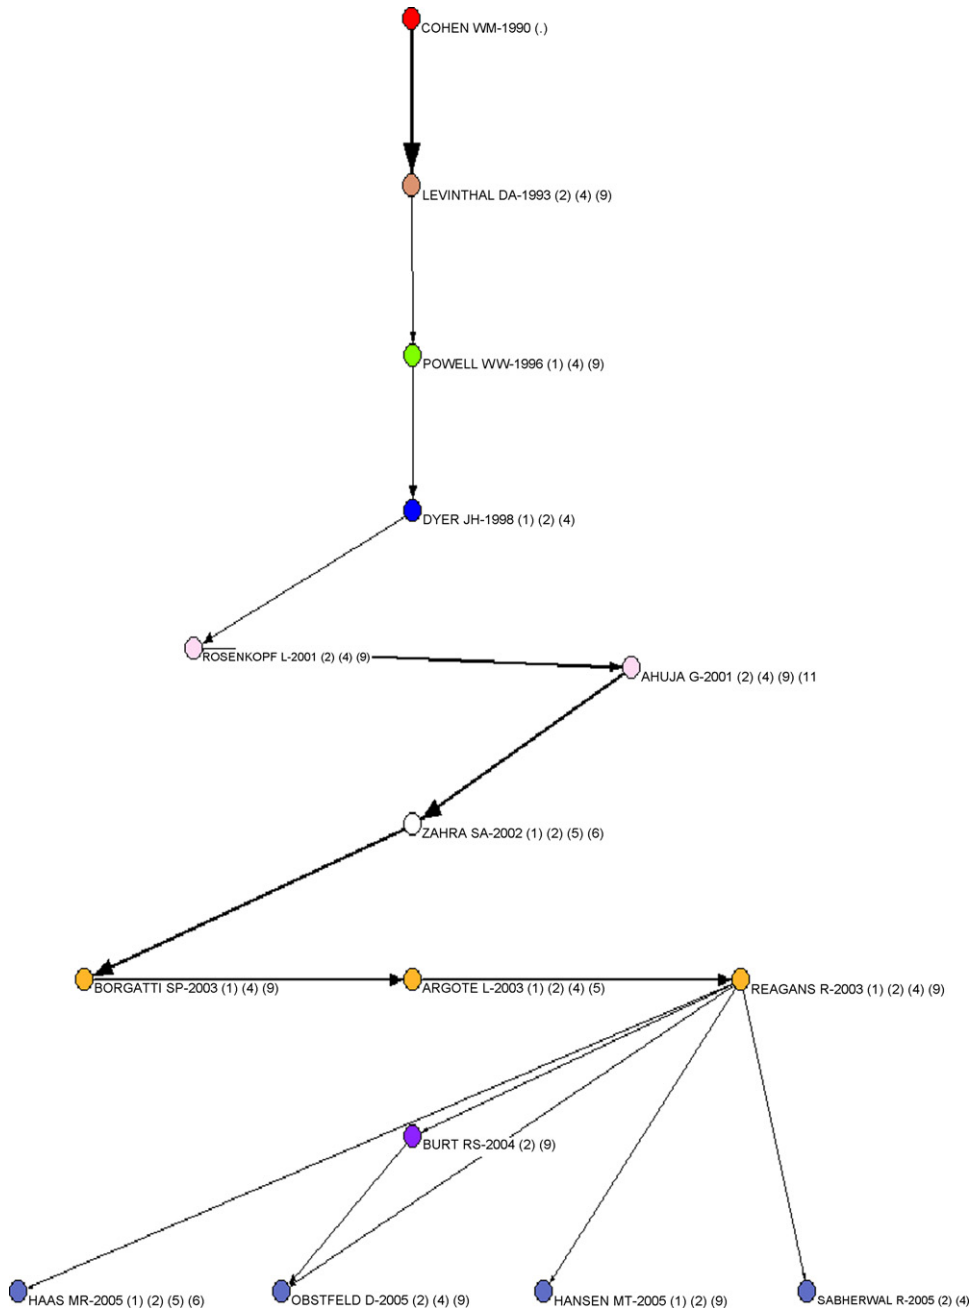 COHEN WM-1990 (.)
LEVINTHAL DA-1993 (2) (4) (9)
POWELL WW-1996 (1) (4) (9)
DYER JH-1998 (1) (2) (4)
ROSENKOPF L-2001 (2) (4) (9)
AHUJA G-2001 (2) (4) (9) (11
ZAHRA SA-2002 (1) (2) (5) (6)
BORGATTI SP-2003 (1) (4) (9)
ARGOTE L-2003 (1) (2) (4) (5)
REAGANS R-2003 (1) (2) (4) (9)
BURT RS-2004 (2) (9)
HAAS MR-2005 (1) (2) (5) (6)
OBSTFELD D-2005 (2) (4) (9)
HANSEN MT-2005 (1) (2) (9)
SABHERWAL R-2005 (2) (4)